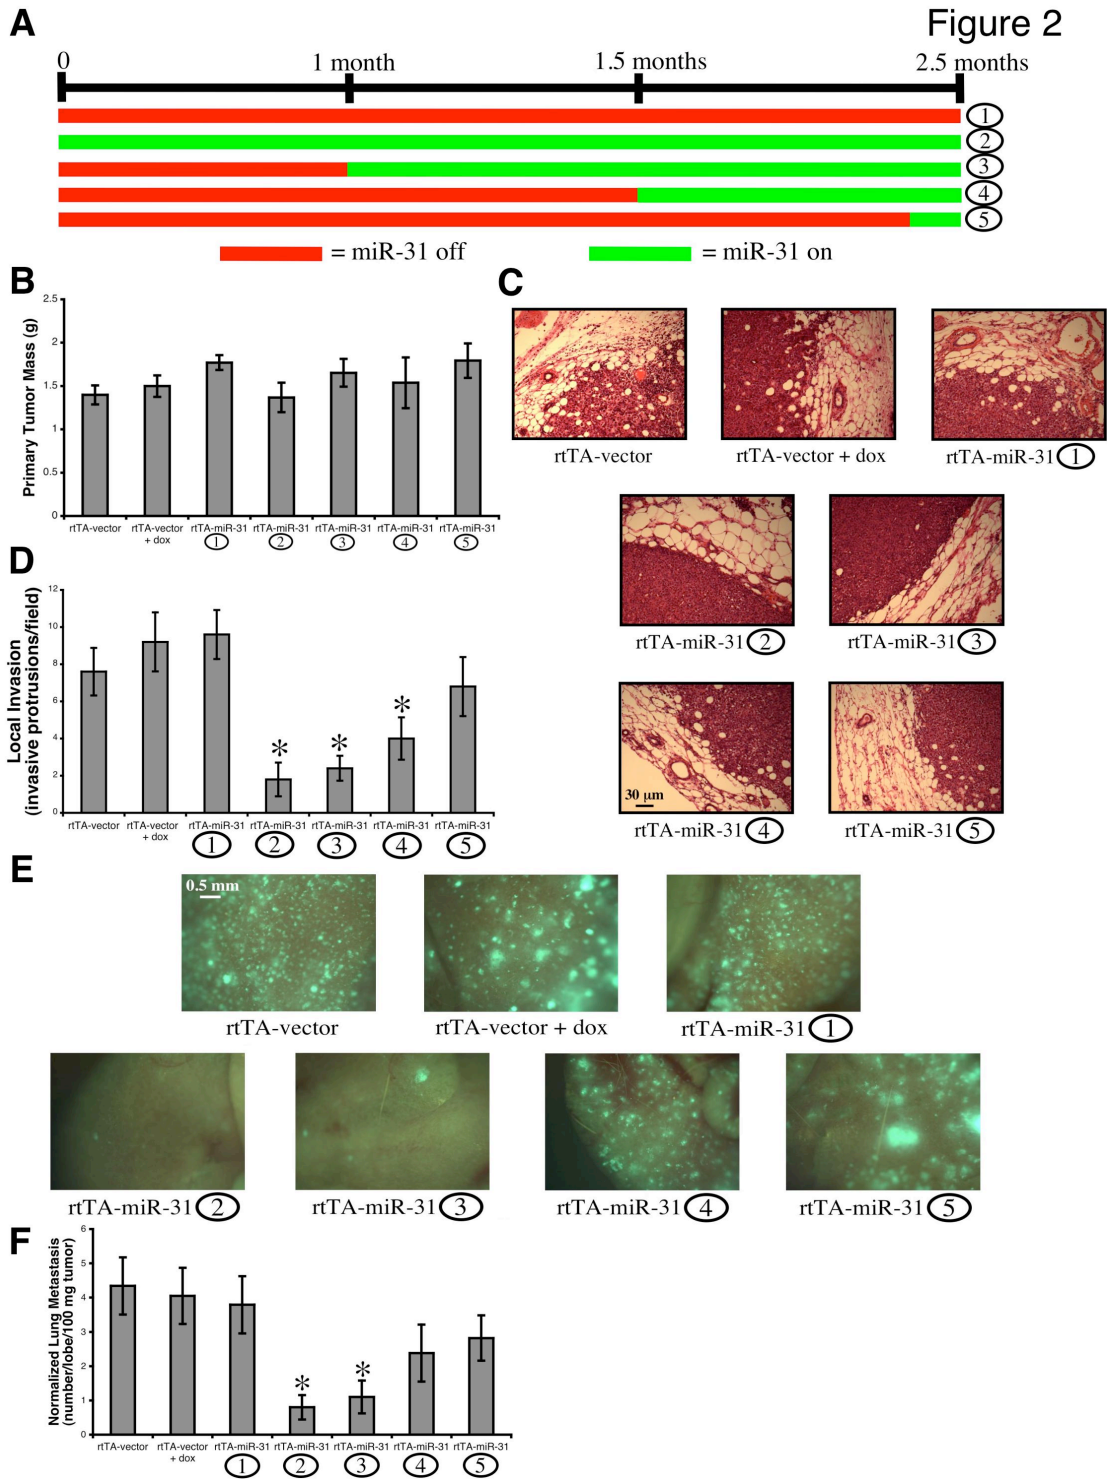 A
Figure 2
0
1 month
1.5 months
2.5 months
1
2
3
4
5
= miR-31 off
= miR-31 on
B
Primary Tumor Mass (g)
2.5
2
1.5
1
0.5
0
rtTA-vector
rtTA-vector
+ dox
rtTA-miR-31
1
rtTA-miR-31
2
rtTA-miR-31
3
rtTA-miR-31
4
rtTA-miR-31
5
C
rtTA-vector
rtTA-vector + dox
rtTA-miR-31 1
rtTA-miR-31 2
rtTA-miR-31 3
30 µm
rtTA-miR-31 4
rtTA-miR-31 5
D
Local Invasion
(invasive protrusions/field)
12
10
8
6
4
2
0
* * *
rtTA-vector
rtTA-vector
+ dox
rtTA-miR-31
1
rtTA-miR-31
2
rtTA-miR-31
3
rtTA-miR-31
4
rtTA-miR-31
5
E
0.5 mm
rtTA-vector
rtTA-vector + dox
rtTA-miR-31 1
rtTA-miR-31 2
rtTA-miR-31 3
rtTA-miR-31 4
rtTA-miR-31 5
F
Normalized Lung Metastasis
(number/lobe/100 mg tumor)
6
5
4
3
2
1
0
* *
rtTA-vector
rtTA-vector
+ dox
rtTA-miR-31
1
rtTA-miR-31
2
rtTA-miR-31
3
rtTA-miR-31
4
rtTA-miR-31
5